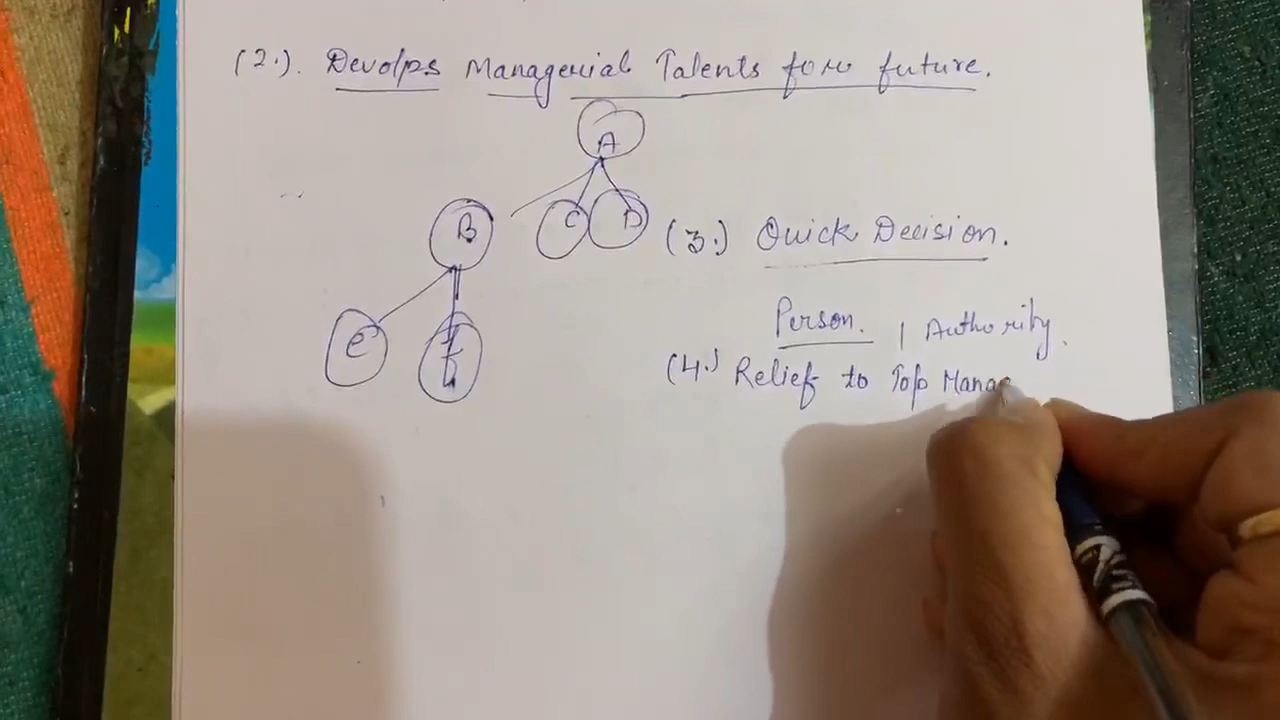 (2.). Devolps Managerial Talents for future.
A
B
C
D
(3.) Quick Decision.
e
f
Person. | Authority.
(4.) Relief to Top Manag